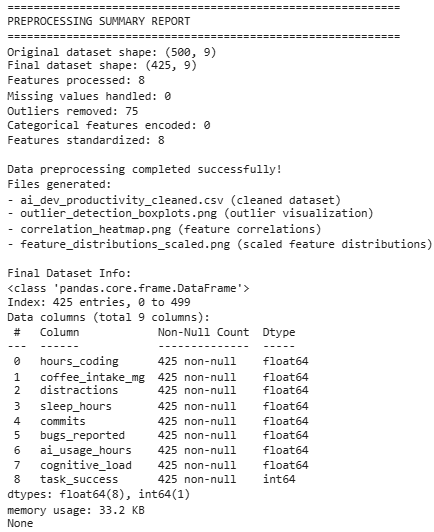 ============================================================
PREPROCESSING SUMMARY REPORT
============================================================
Original dataset shape: (500, 9)
Final dataset shape: (425, 9)
Features processed: 8
Missing values handled: 0
Outliers removed: 75
Categorical features encoded: 0
Features standardized: 8
Data preprocessing completed successfully!
Files generated:
- ai_dev_productivity_cleaned.csv (cleaned dataset)
- outlier_detection_boxplots.png (outlier visualization)
- correlation_heatmap.png (feature correlations)
- feature_distributions_scaled.png (scaled feature distributions)
Final Dataset Info:
<class 'pandas.core.frame.DataFrame'>
Index: 425 entries, 0 to 499
Data columns (total 9 columns):
 #   Column            Non-Null Count  Dtype
---  ------            --------------  -----
 0   hours_coding      425 non-null    float64
 1   coffee_intake_mg  425 non-null    float64
 2   distractions      425 non-null    float64
 3   sleep_hours       425 non-null    float64
 4   commits           425 non-null    float64
 5   bugs_reported     425 non-null    float64
 6   ai_usage_hours    425 non-null    float64
 7   cognitive_load    425 non-null    float64
 8   task_success      425 non-null    int64
dtypes: float64(8), int64(1)
memory usage: 33.2 KB
None